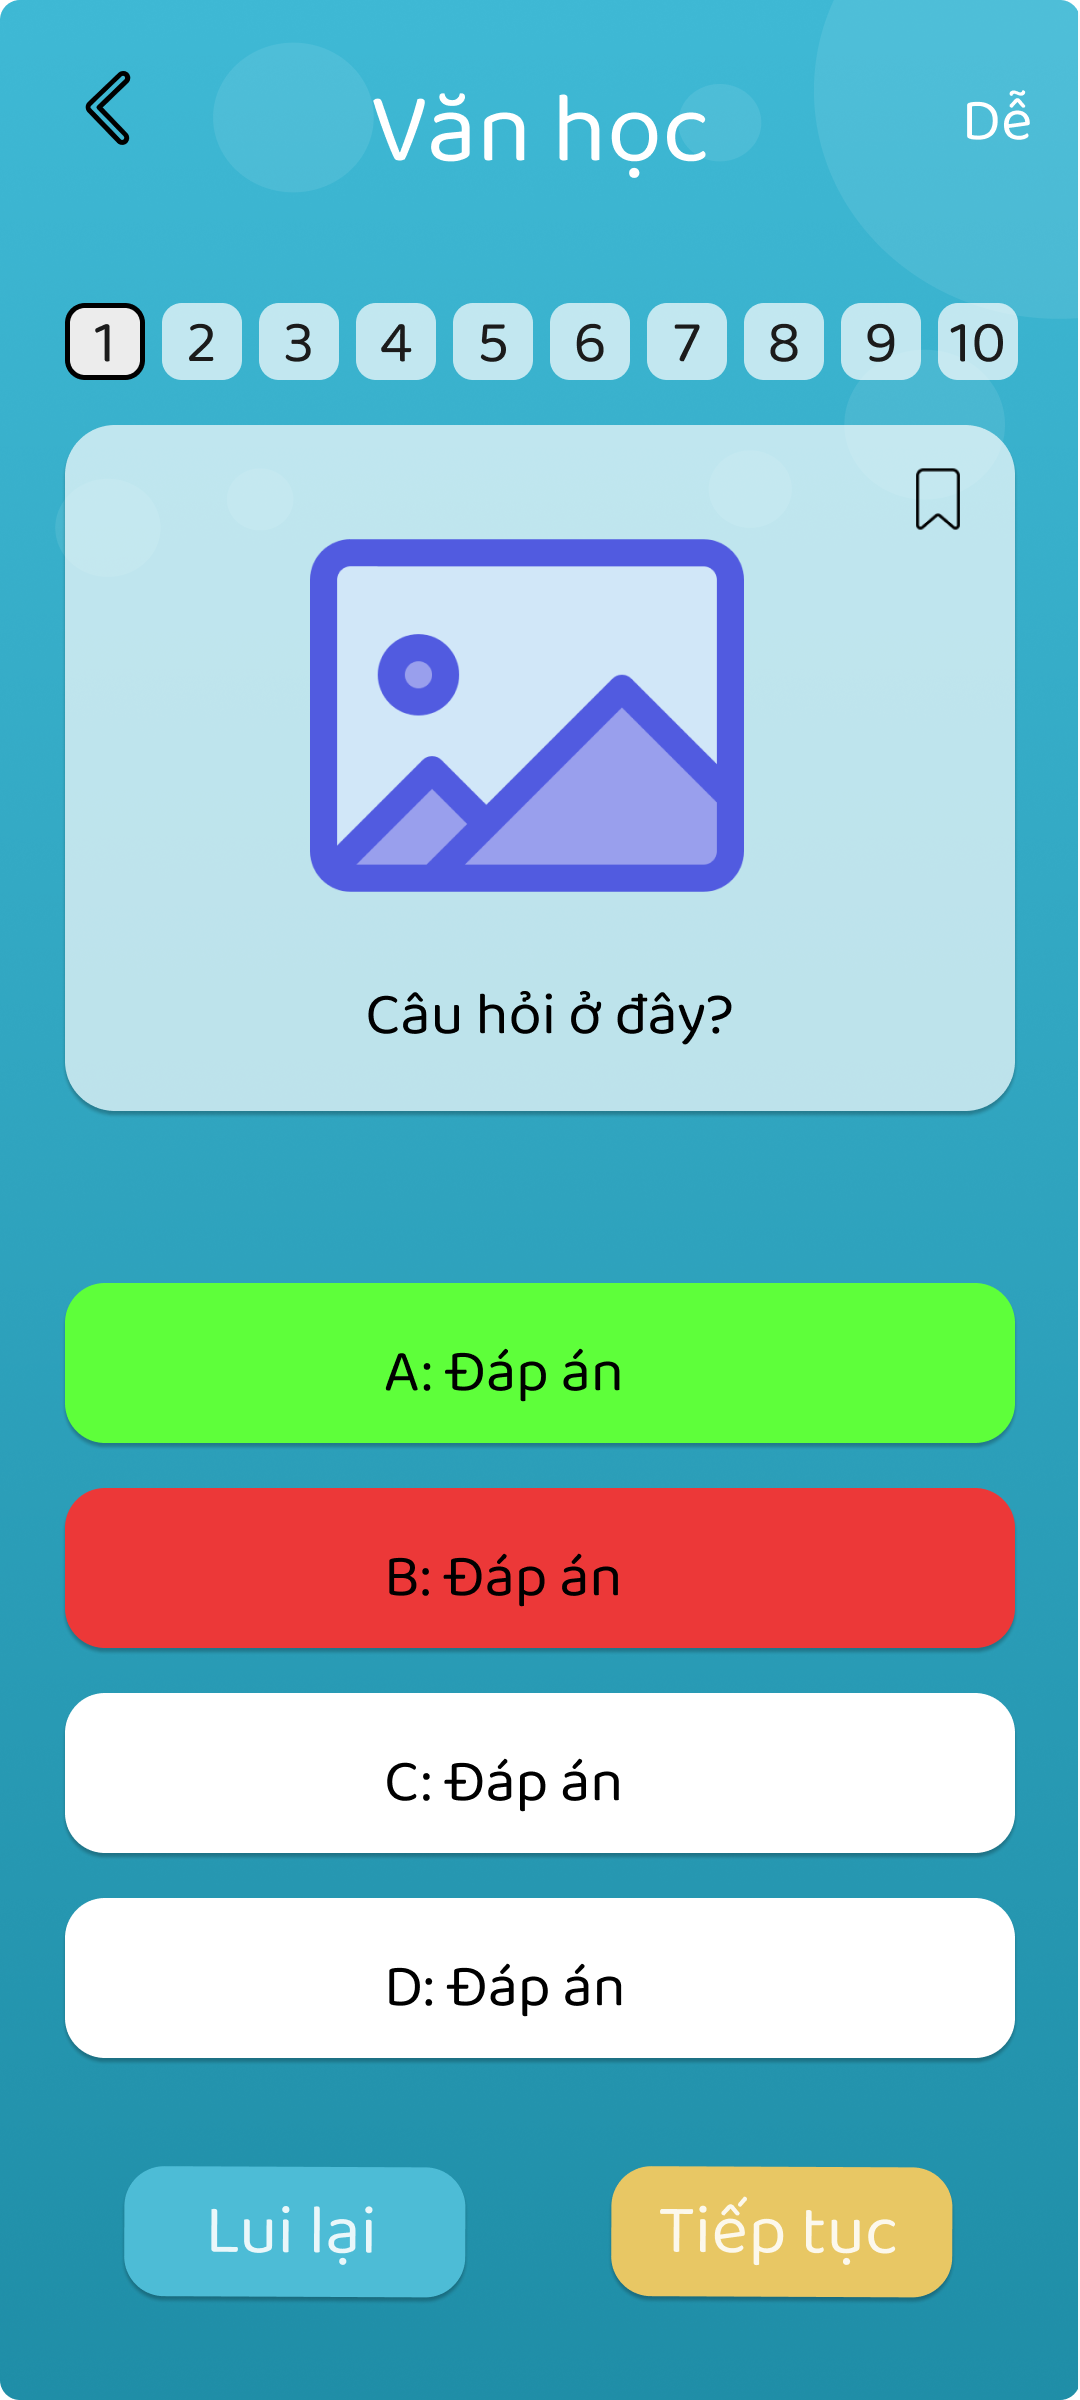 Văn học
Dễ
1 2 3 4 5 6 7 8 9 10
Câu hỏi ở đây?
A: Đáp án
B: Đáp án
C: Đáp án
D: Đáp án
Lui lại
Tiếp tục